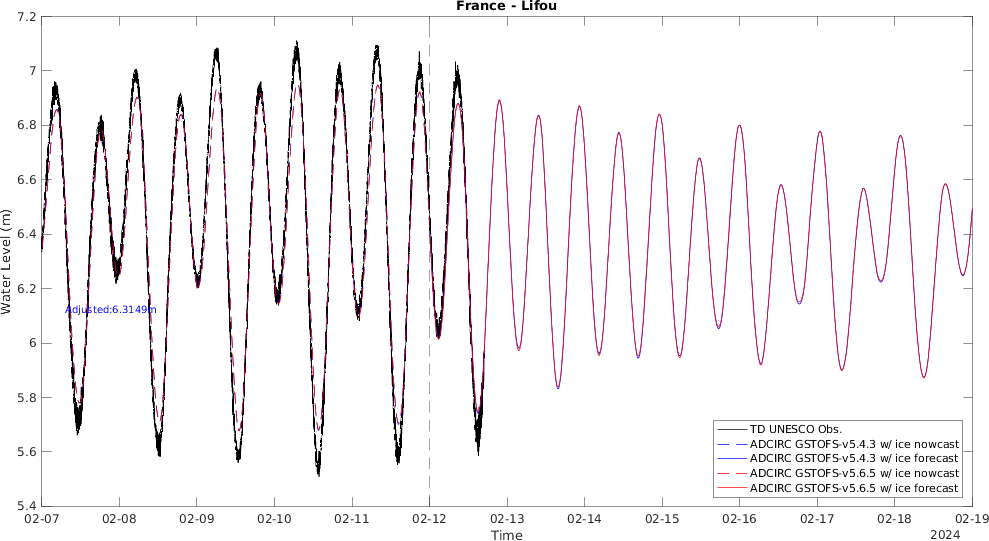 France - Lifou
7.2
7
6.8
6.6
6.4
6.2
6
5.8
5.6
5.4
Water Level (m)
Adjusted:6.3149m
TD UNESCO Obs.
ADCIRC GSTOFS-v5.4.3 w/ ice nowcast
ADCIRC GSTOFS-v5.4.3 w/ ice forecast
ADCIRC GSTOFS-v5.6.5 w/ ice nowcast
ADCIRC GSTOFS-v5.6.5 w/ ice forecast
02-07 02-08 02-09 02-10 02-11 02-12 02-13 02-14 02-15 02-16 02-17 02-18 02-19
Time
2024